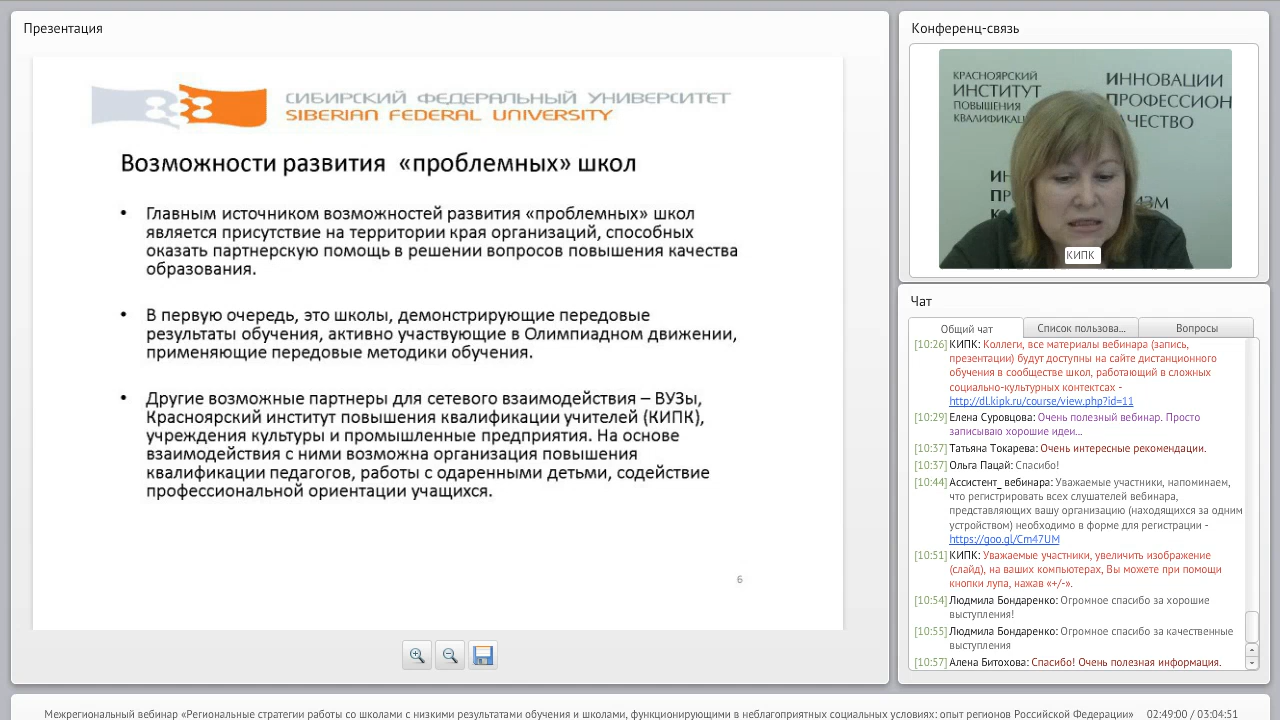 Презентация
СИБИРСКИЙ ФЕДЕРАЛЬНЫЙ УНИВЕРСИТЕТ
SIBERIAN FEDERAL UNIVERSITY
Возможности развития «проблемных» школ
• Главным источником возможностей развития «проблемных» школ
является присутствие на территории края организаций, способных
оказать партнерскую помощь в решении вопросов повышения качества
образования.
• В первую очередь, это школы, демонстрирующие передовые
результаты обучения, активно участвующие в Олимпиадном движении,
применяющие передовые методики обучения.
• Другие возможные партнеры для сетевого взаимодействия – ВУЗы,
Красноярский институт повышения квалификации учителей (КИПК),
учреждения культуры и промышленные предприятия. На основе
взаимодействия с ними возможна организация повышения
квалификации педагогов, работы с одаренными детьми, содействие
профессиональной ориентации учащихся.
6
Конференц-связь
КРАСНОЯРСКИЙ
ИНСТИТУТ
ПОВЫШЕНИЯ
КВАЛИФИКАЦ
ИННОВАЦИИ
ПРОФЕССИОН
АЧЕСТВО
ИН
ПР
К
ИЗМ
КИПК
Чат
Общий чат
Список пользова...
Вопросы
[10:26] КИПК: Коллеги, все материалы вебинара (запись,
презентации) будут доступны на сайте дистанционного
обучения в сообществе школ, работающий в сложных
социально-культурных контектсах -
http://dl.kipk.ru/course/view.php?id=11
[10:29] Елена Суровцова: Очень полезный вебинар. Просто
записываю хорошие идеи...
[10:37] Татьяна Токарева: Очень интересные рекомендации.
[10:37] Ольга Пацай: Спасибо!
[10:44] Ассистент_ вебинара: Уважаемые участники, напоминаем,
что регистрировать всех слушателей вебинара,
представляющих вашу организацию (находящихся за одним
устройством) необходимо в форме для регистрации -
https://goo.gl/Cm47UM
[10:51] КИПК: Уважаемые участники, увеличить изображение
(слайд), на ваших компьютерах, Вы можете при помощи
кнопки лупа, нажав «+/-».
[10:54] Людмила Бондаренко: Огромное спасибо за хорошие
выступления!
[10:55] Людмила Бондаренко: Огромное спасибо за качественные
выступления
[10:57] Алена Битохова: Спасибо! Очень полезная информация.
Межрегиональный вебинар «Региональные стратегии работы со школами с низкими результатами обучения и школами, функционирующими в неблагоприятных социальных условиях: опыт регионов Российской Федерации» 02:49:00 / 03:04:51